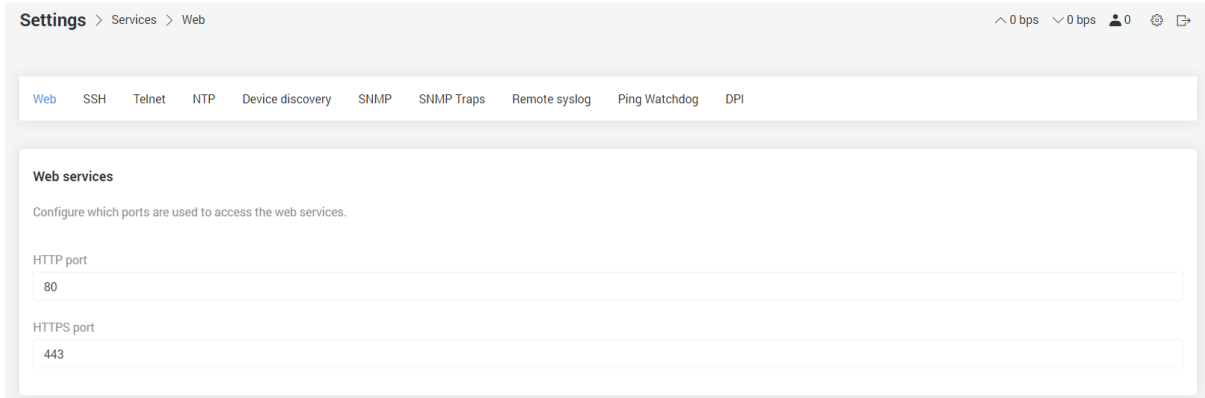 Settings > Services > Web 0 bps 0 bps 0
Web SSH Telnet NTP Device discovery SNMP SNMP Traps Remote syslog Ping Watchdog DPI
Web services
Configure which ports are used to access the web services.
HTTP port
80
HTTPS port
443